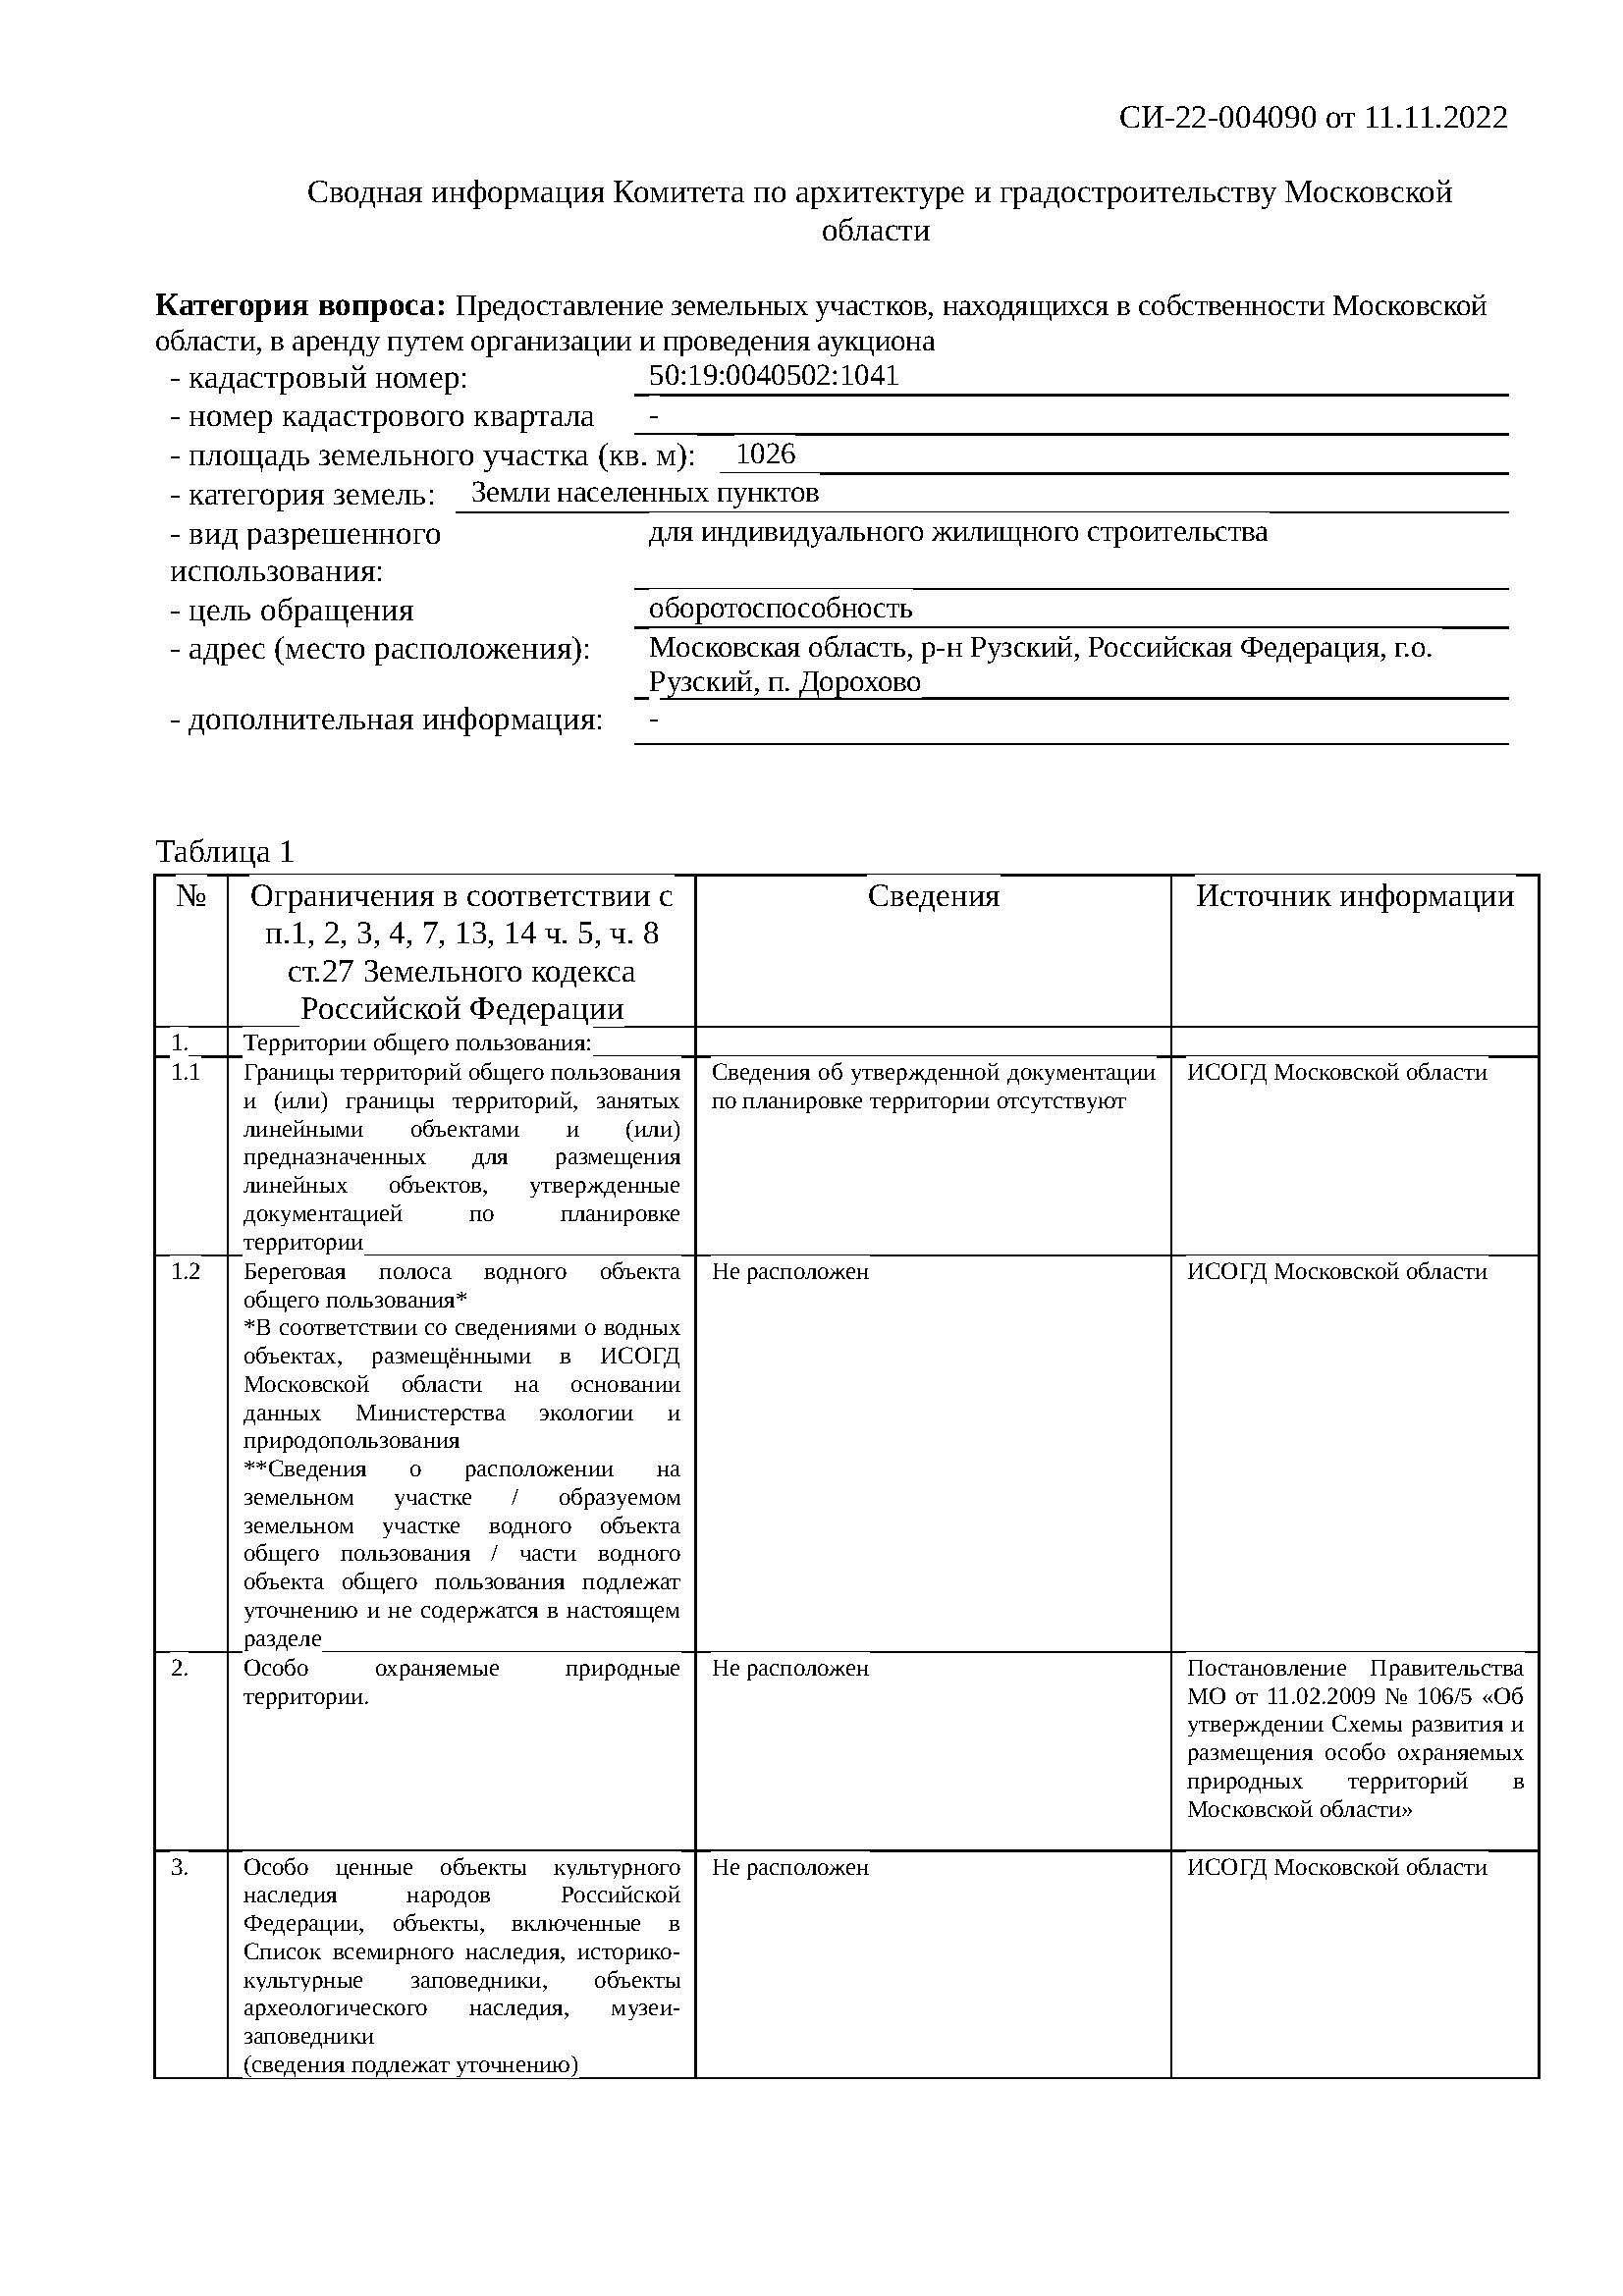 СИ-22-004090 от 11.11.2022
Сводная информация Комитета по архитектуре и градостроительству Московской
области
Категория вопроса: Предоставление земельных участков, находящихся в собственности Московской
области, в аренду путем организации и проведения аукциона
- кадастровый номер: 50:19:0040502:1041
- номер кадастрового квартала -
- площадь земельного участка (кв. м): 1026
- категория земель: Земли населенных пунктов
- вид разрешенного
использования:
для индивидуального жилищного строительства
- цель обращения оборотоспособность
- адрес (место расположения): Московская область, р-н Рузский, Российская Федерация, г.о.
Рузский, п. Дорохово
- дополнительная информация: -
Таблица 1
№
Ограничения в соответствии с
п.1, 2, 3, 4, 7, 13, 14 ч. 5, ч. 8
ст.27 Земельного кодекса
Российской Федерации
Сведения
Источник информации
1.
Территории общего пользования:
1.1
Границы территорий общего пользования
и (или) границы территорий, занятых
линейными объектами и (или)
предназначенных для размещения
линейных объектов, утвержденные
документацией по планировке
территории
Сведения об утвержденной документации
по планировке территории отсутствуют
ИСОГД Московской области
1.2
Береговая полоса водного объекта
общего пользования*
*В соответствии со сведениями о водных
объектах, размещёнными в ИСОГД
Московской области на основании
данных Министерства экологии и
природопользования
**Сведения о расположении на
земельном участке / образуемом
земельном участке водного объекта
общего пользования / части водного
объекта общего пользования подлежат
уточнению и не содержатся в настоящем
разделе
Не расположен
ИСОГД Московской области
2.
Особо охраняемые природные
территории.
Не расположен
Постановление Правительства
МО от 11.02.2009 № 106/5 «Об
утверждении Схемы развития и
размещения особо охраняемых
природных территорий в
Московской области»
3.
Особо ценные объекты культурного
наследия народов Российской
Федерации, объекты, включенные в
Список всемирного наследия, историко-
культурные заповедники, объекты
археологического наследия, музеи-
заповедники
(сведения подлежат уточнению)
Не расположен
ИСОГД Московской области